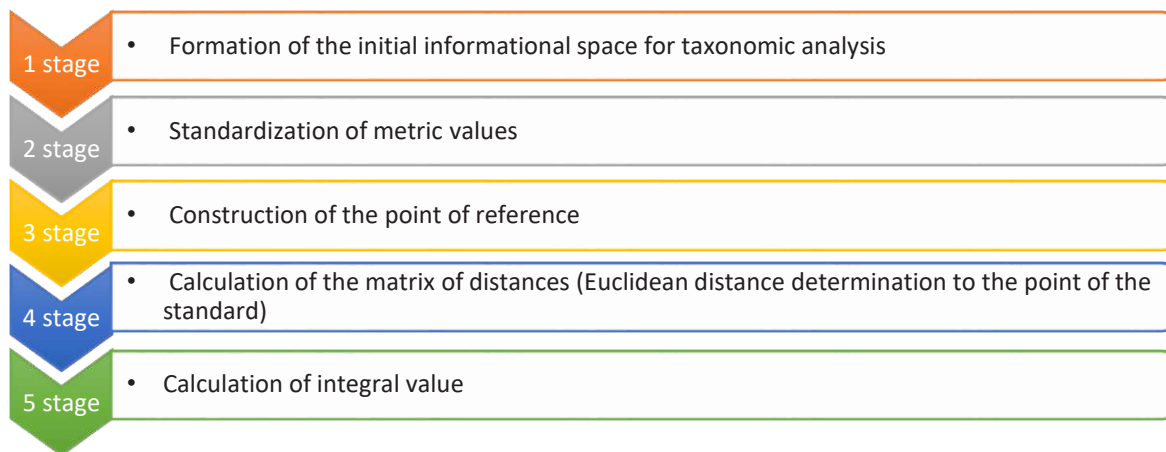 1 stage
• Formation of the initial informational space for taxonomic analysis
2 stage
• Standardization of metric values
3 stage
• Construction of the point of reference
4 stage
• Calculation of the matrix of distances (Euclidean distance determination to the point of the
standard)
5 stage
• Calculation of integral value